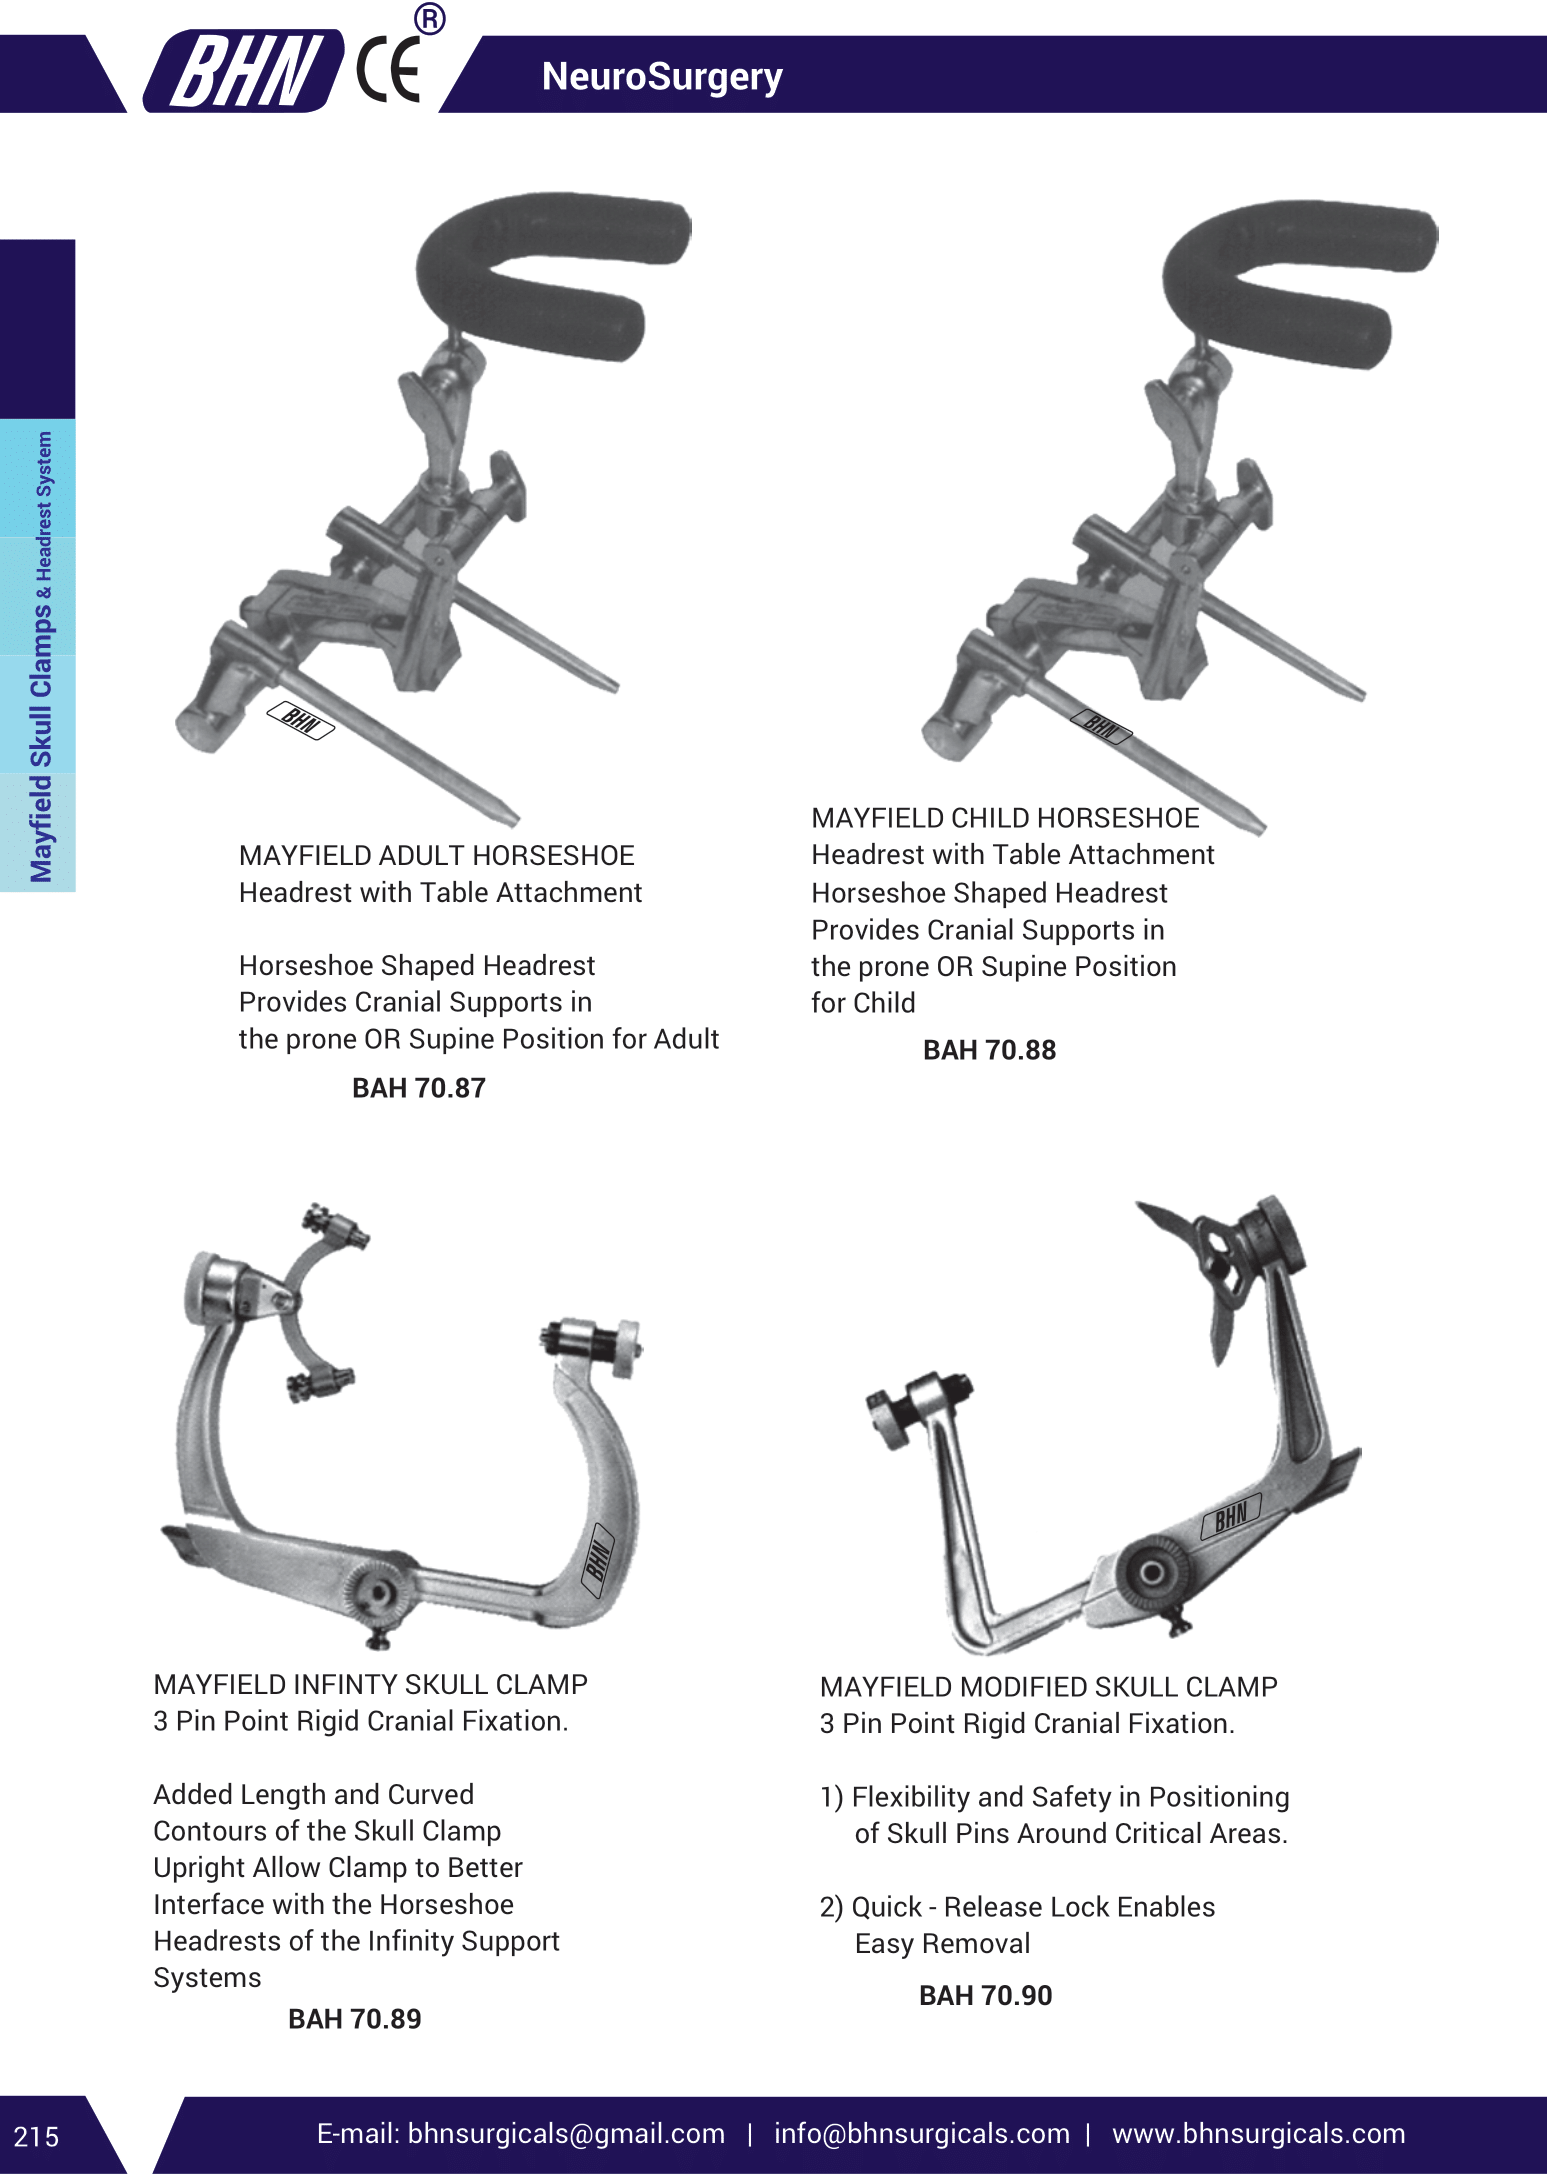 BHN CE ®
NeuroSurgery
Mayfield Skull Clamps & Headrest System
BHN
BHN
MAYFIELD ADULT HORSESHOE
Headrest with Table Attachment
Horseshoe Shaped Headrest
Provides Cranial Supports in
the prone OR Supine Position for Adult
BAH 70.87
MAYFIELD CHILD HORSESHOE
Headrest with Table Attachment
Horseshoe Shaped Headrest
Provides Cranial Supports in
the prone OR Supine Position
for Child
BAH 70.88
BHN
BHN
MAYFIELD INFINTY SKULL CLAMP
3 Pin Point Rigid Cranial Fixation.
Added Length and Curved
Contours of the Skull Clamp
Upright Allow Clamp to Better
Interface with the Horseshoe
Headrests of the Infinity Support
Systems
BAH 70.89
MAYFIELD MODIFIED SKULL CLAMP
3 Pin Point Rigid Cranial Fixation.
1) Flexibility and Safety in Positioning
of Skull Pins Around Critical Areas.
2) Quick - Release Lock Enables
Easy Removal
BAH 70.90
215
E-mail: bhnsurgicals@gmail.com | info@bhnsurgicals.com | www.bhnsurgicals.com